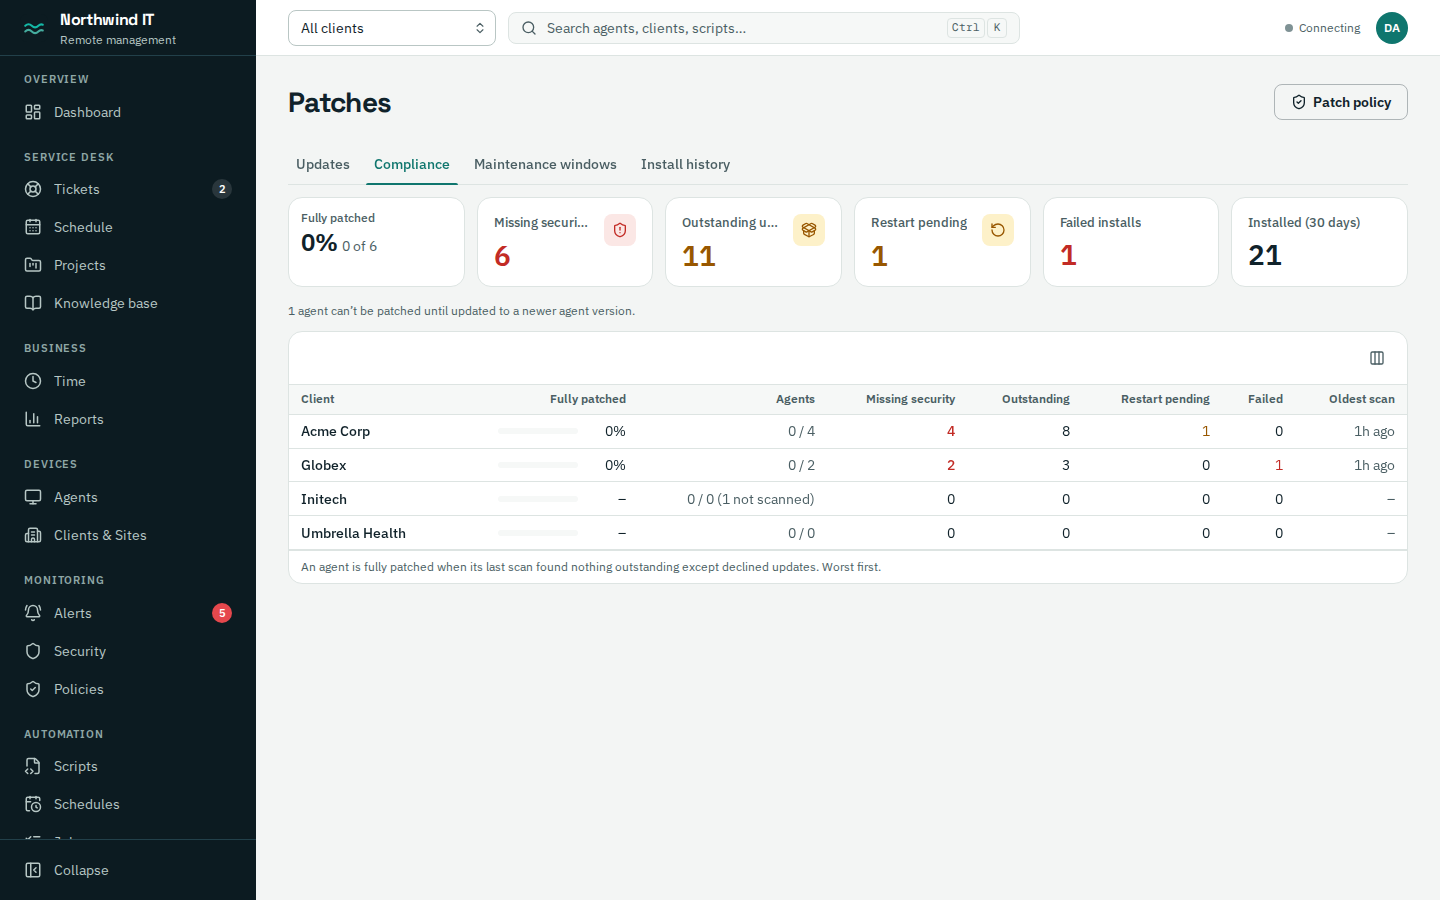 Northwind IT
Remote management
OVERVIEW
Dashboard
SERVICE DESK
Tickets 2
Schedule
Projects
Knowledge base
BUSINESS
Time
Reports
DEVICES
Agents
Clients & Sites
MONITORING
Alerts 5
Security
Policies
AUTOMATION
Scripts
Schedules
Collapse
All clients
Search agents, clients, scripts... Ctrl K
Connecting DA
Patches
Patch policy
Updates Compliance Maintenance windows Install history
Fully patched
0% 0 of 6
Missing securi...
6
Outstanding u...
11
Restart pending
1
Failed installs
1
Installed (30 days)
21
1 agent can’t be patched until updated to a newer agent version.
Client Fully patched Agents Missing security Outstanding Restart pending Failed Oldest scan
Acme Corp 0% 0 / 4 4 8 1 0 1h ago
Globex 0% 0 / 2 2 3 0 1 1h ago
Initech – 0 / 0 (1 not scanned) 0 0 0 0 –
Umbrella Health – 0 / 0 0 0 0 0 –
An agent is fully patched when its last scan found nothing outstanding except declined updates. Worst first.